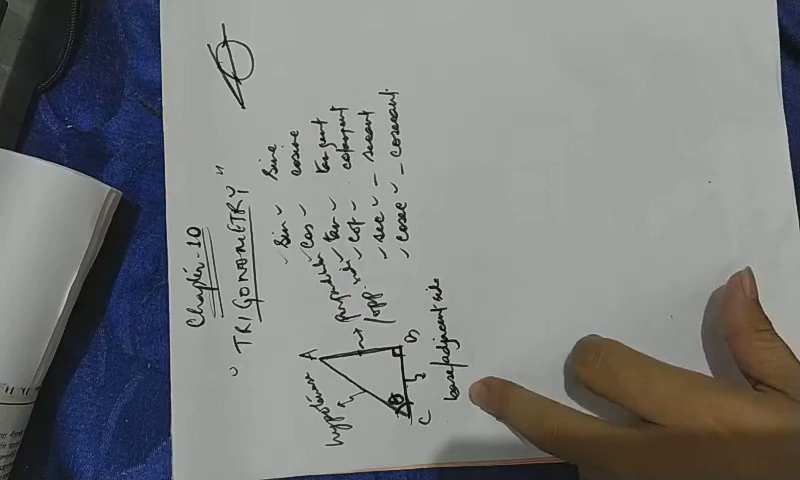 Chapter-10
"TRIGONOMETRY"
sin sine
cos cosine
tan tangent
cot cotangent
sec - secant
cosec - cosecant
A
hypotenus
perpendicular
/opp. side
B
C
θ
base/adjacent side